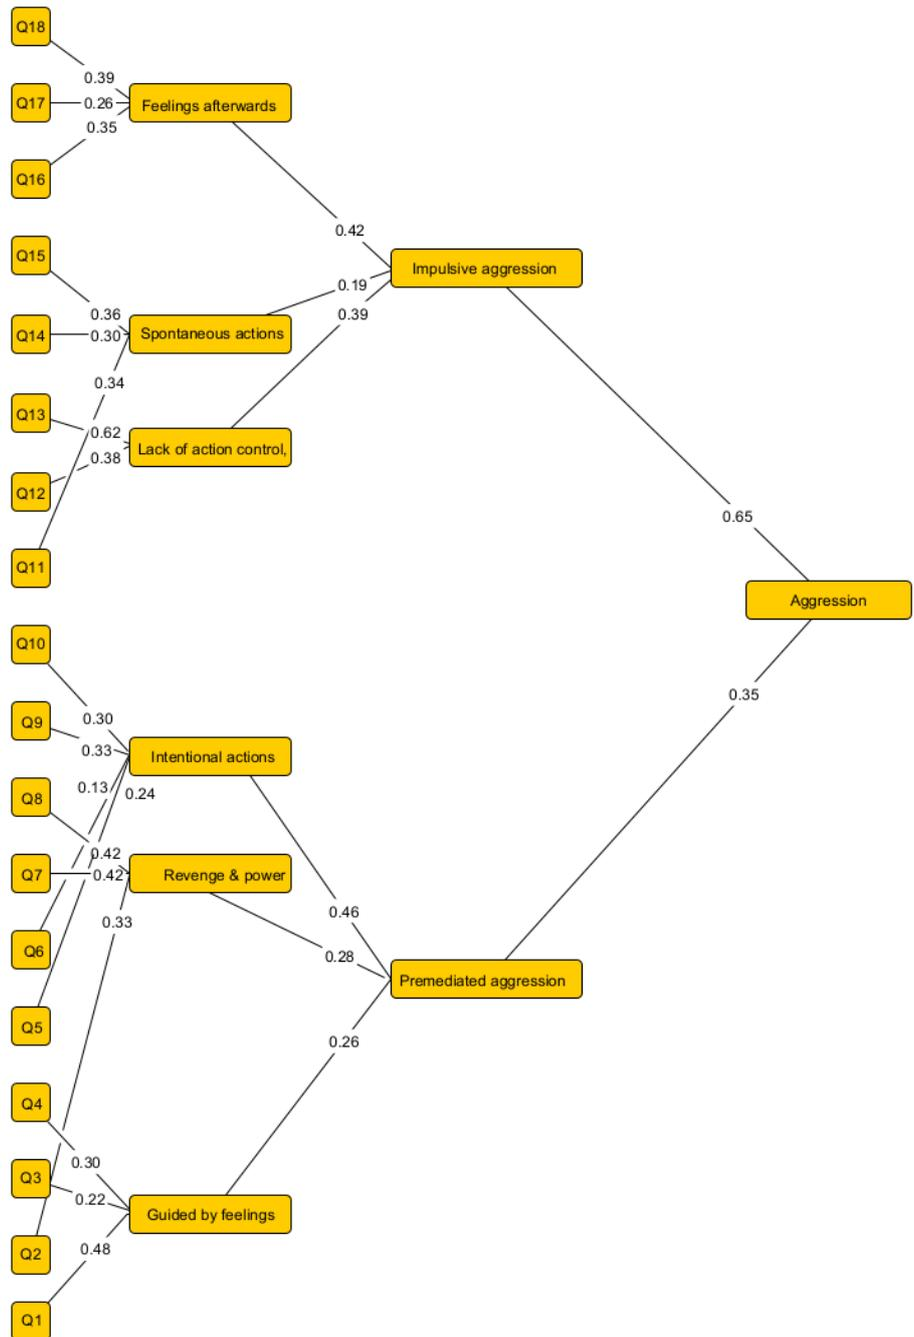 Q18
0.39
Q17
0.26
Feelings afterwards
0.35
Q16
0.42
Q15
Impulsive aggression
0.19
0.36
0.39
Q14
0.30
Spontaneous actions
0.34
Q13
0.62
Lack of action control,
0.38
Q12
0.65
Q11
Aggression
Q10
0.35
0.30
Q9
0.33
Intentional actions
0.13
0.24
Q8
0.42
Q7
0.42
Revenge & power
0.46
0.33
Q6
0.28
Premediated aggression
Q5
0.26
Q4
0.30
Q3
0.22
Guided by feelings
Q2
0.48
Q1